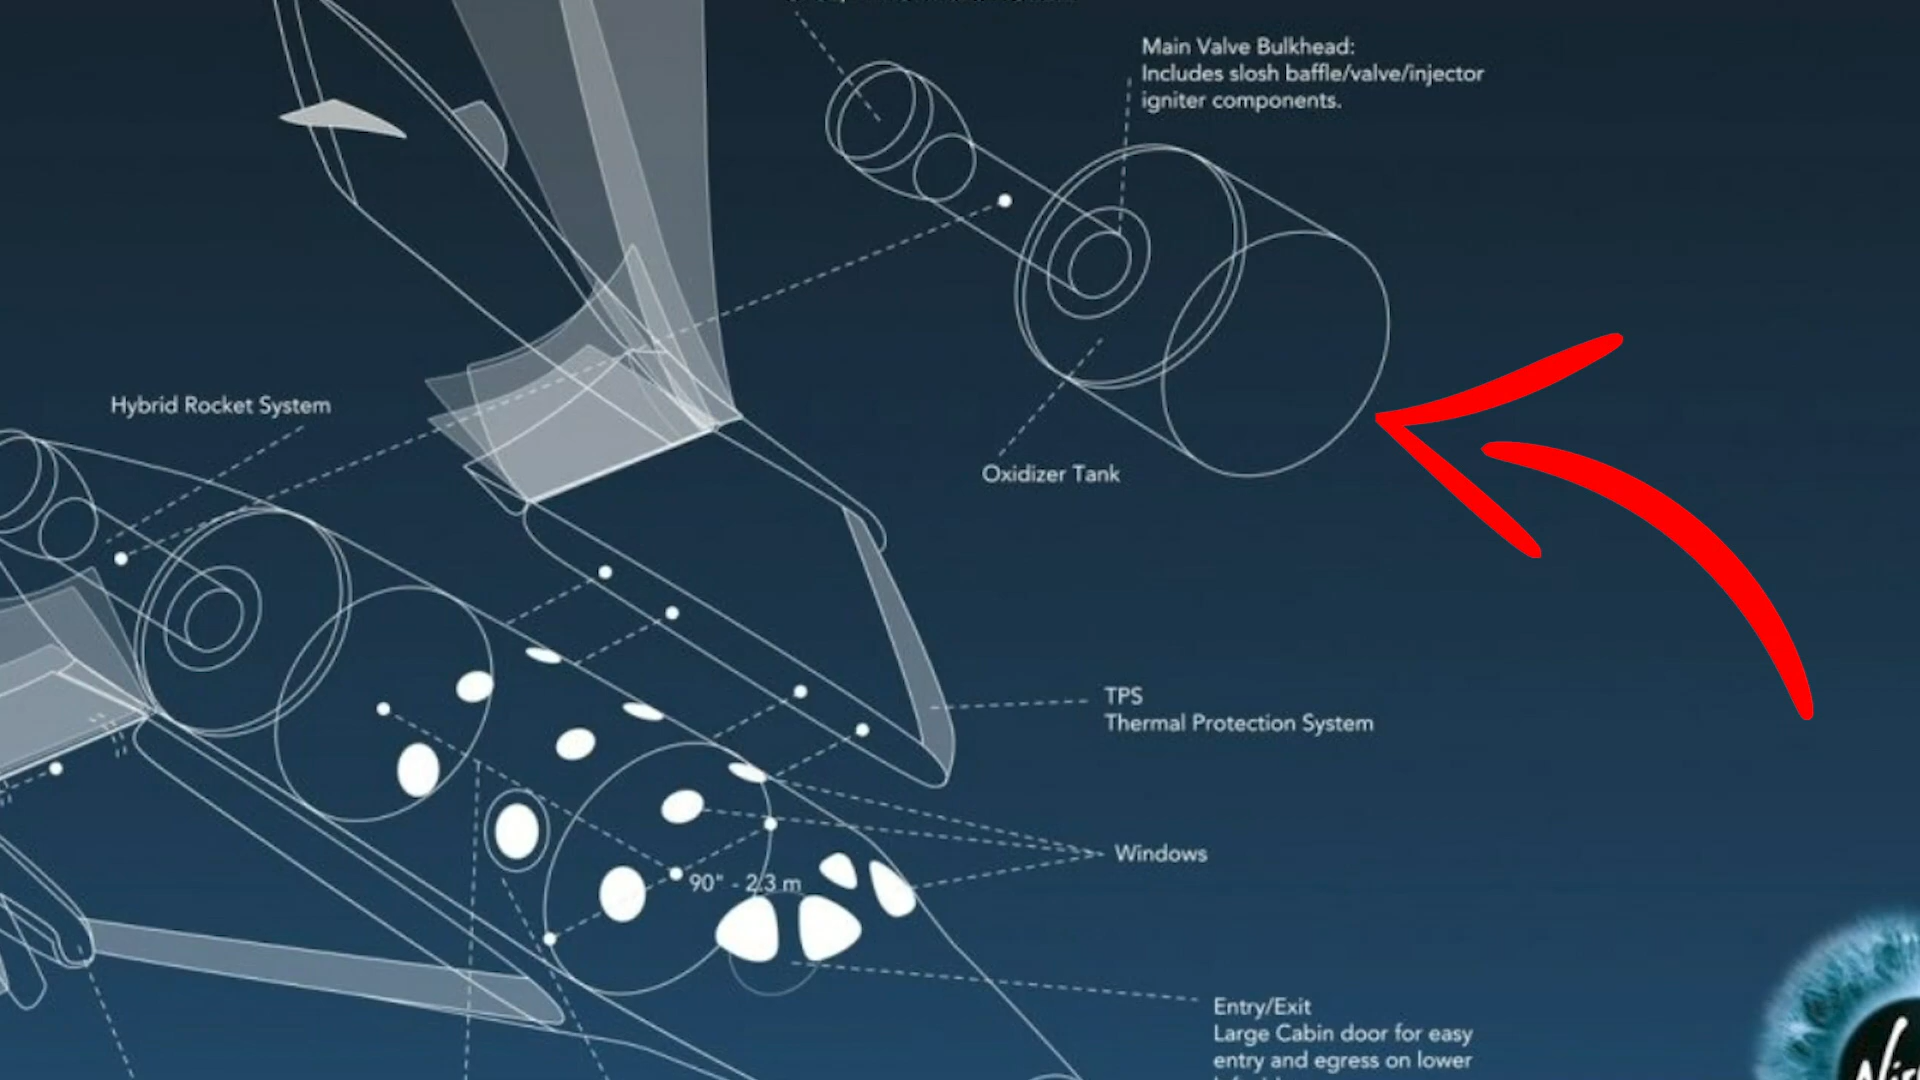 Main Valve Bulkhead:
Includes slosh baffle/valve/injector
igniter components.
Hybrid Rocket System
Oxidizer Tank
TPS
Thermal Protection System
Windows
90" - 2.3 m
Entry/Exit
Large Cabin door for easy
entry and egress on lower